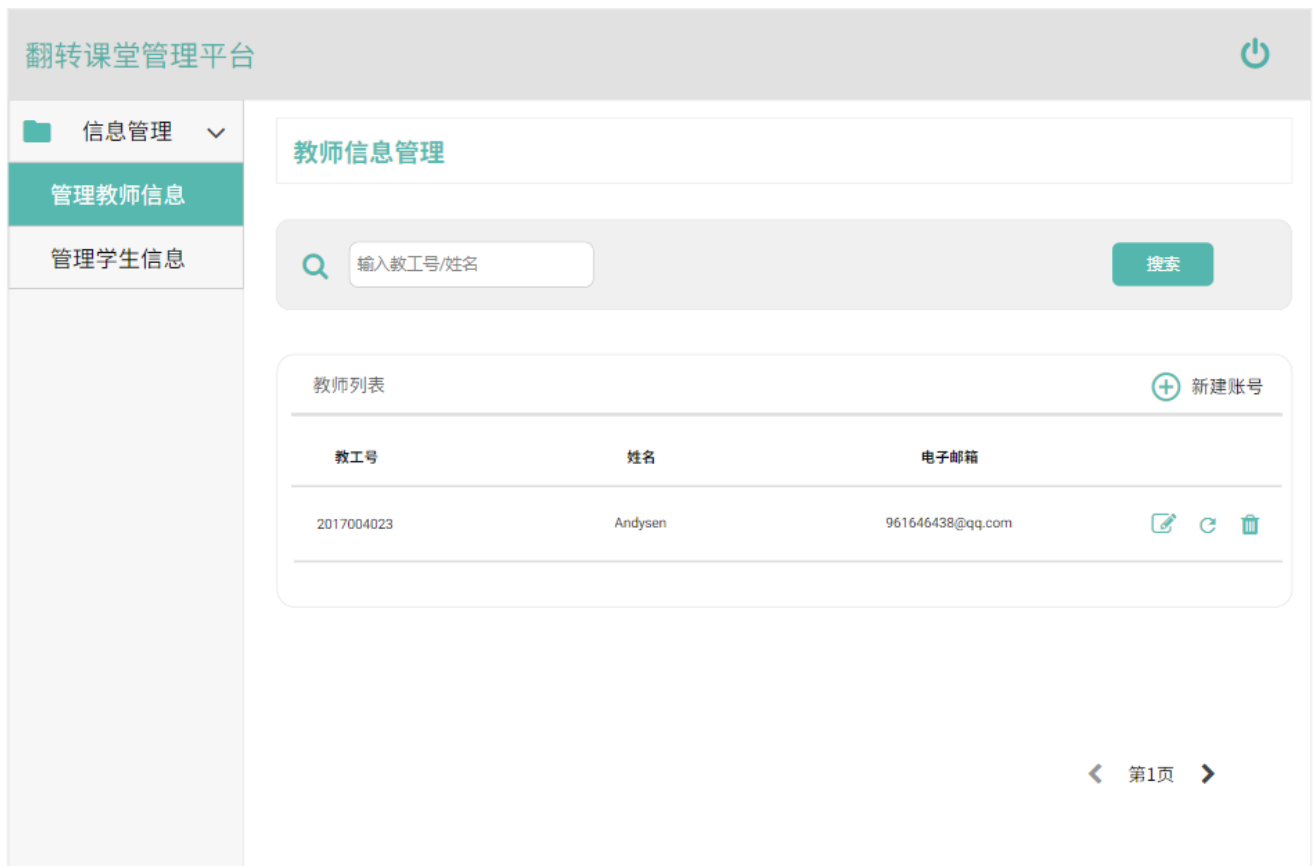 翻转课堂管理平台
信息管理
管理教师信息
管理学生信息
教师信息管理
输入教工号/姓名
搜索
教师列表
新建账号
教工号 姓名 电子邮箱
2017004023 Andysen 961646438@qq.com
第1页